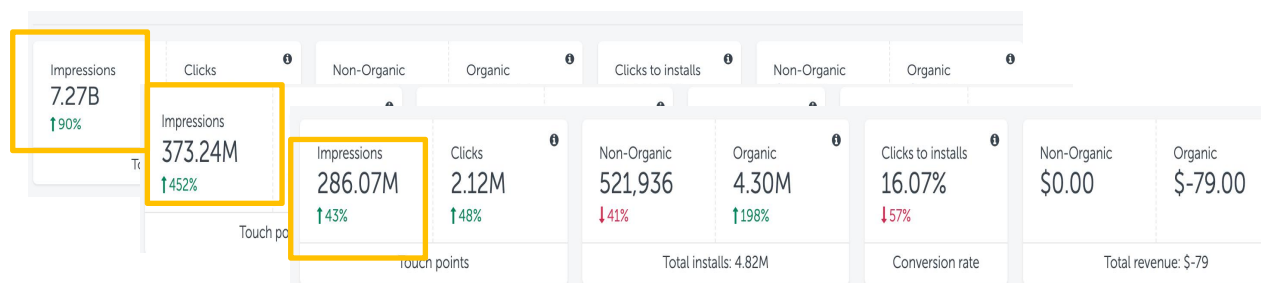 Impressions
Clicks
Non-Organic
Organic
Clicks to installs
Non-Organic
Organic
7.27B
90%
Impressions
373.24M
452%
Touch po
Impressions
Clicks
Non-Organic
Organic
Clicks to installs
Non-Organic
Organic
286.07M
2.12M
521,936
4.30M
16.07%
$0.00
$-79.00
43%
48%
41%
198%
57%
Touch points
Total installs: 4.82M
Conversion rate
Total revenue: $-79